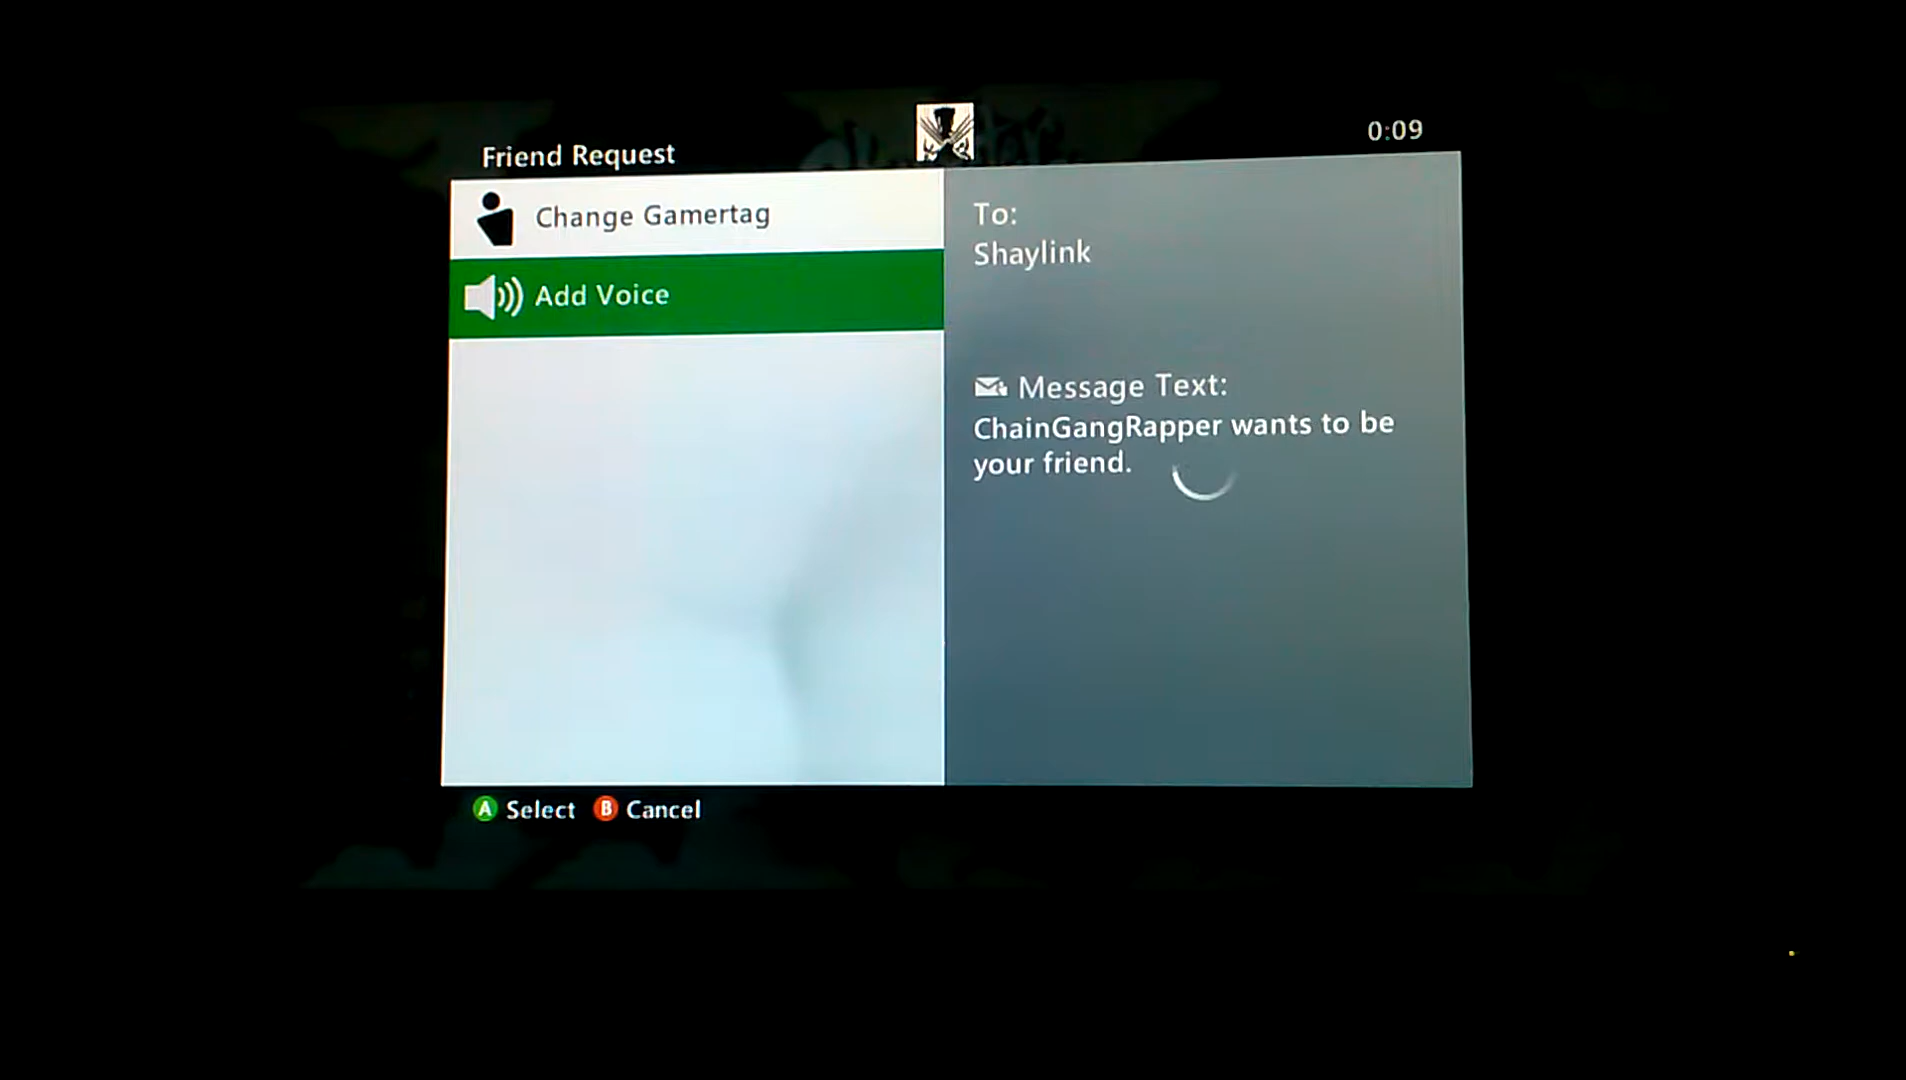 Friend Request
0:09
Change Gamertag
Add Voice
To:
Shaylink
Message Text:
ChainGangRapper wants to be
your friend.
A Select B Cancel